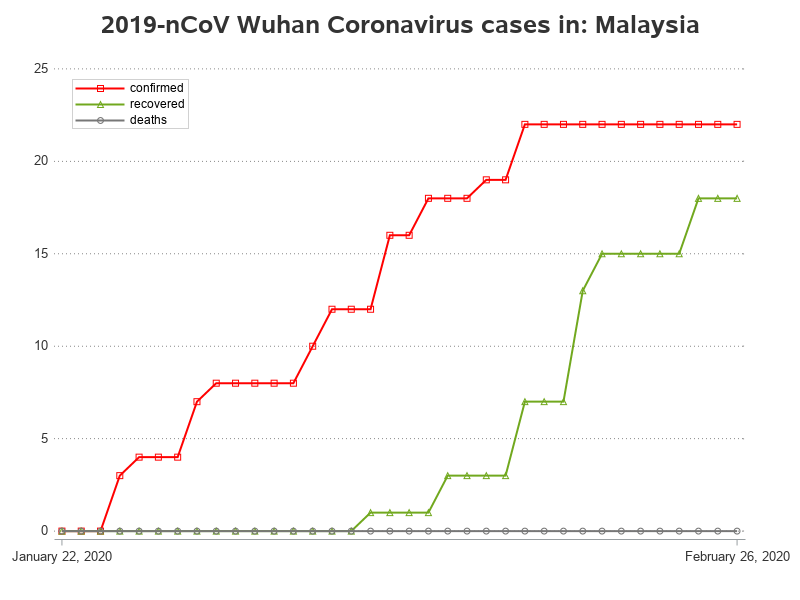 2019-nCoV Wuhan Coronavirus cases in: Malaysia
25
confirmed
recovered
deaths
20
15
10
5
0
January 22, 2020
February 26, 2020